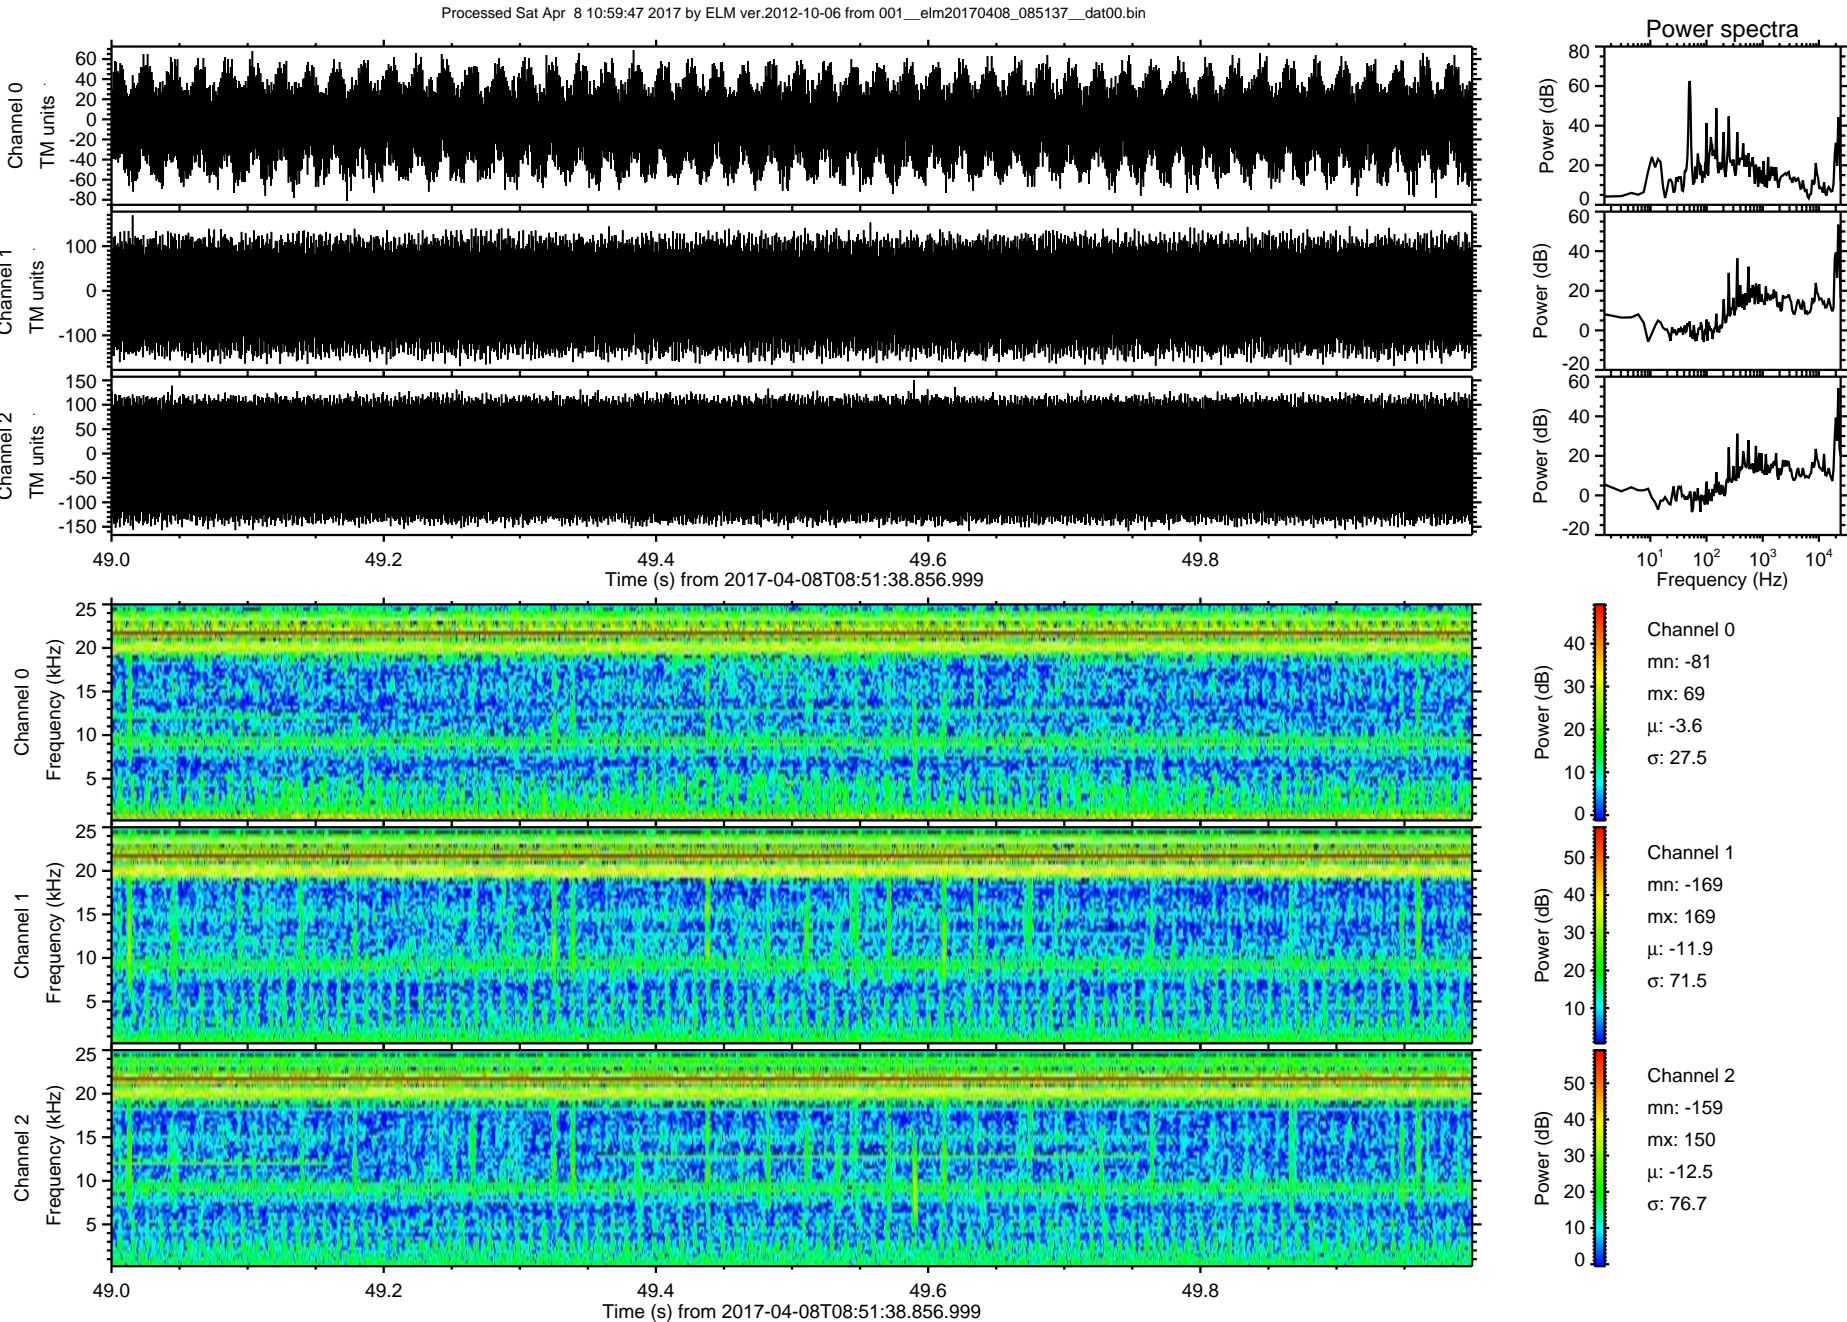 Processed Sat Apr 8 10:59:47 2017 by ELM ver.2012-10-06 from 001__elm20170408_085137__dat00.bin
Power spectra
Channel 0
TM units
60
40
20
0
-20
-40
-60
-80
Power (dB)
80
60
40
20
0
Channel 1
TM units
100
0
-100
Power (dB)
60
40
20
0
-20
Channel 2
TM units
150
100
50
0
-50
-100
-150
Power (dB)
60
40
20
0
-20
49.0 49.2 49.4 49.6 49.8
Time (s) from 2017-04-08T08:51:38.856.999
10^1 10^2 10^3 10^4
Frequency (Hz)
Channel 0
Frequency (kHz)
25
20
15
10
5
Power (dB)
40
30
20
10
0
Channel 0
mn: -81
mx: 69
µ: -3.6
σ: 27.5
Channel 1
Frequency (kHz)
25
20
15
10
5
Power (dB)
50
40
30
20
10
Channel 1
mn: -169
mx: 169
µ: -11.9
σ: 71.5
Channel 2
Frequency (kHz)
25
20
15
10
5
Power (dB)
50
40
30
20
10
0
Channel 2
mn: -159
mx: 150
µ: -12.5
σ: 76.7
49.0 49.2 49.4 49.6 49.8
Time (s) from 2017-04-08T08:51:38.856.999